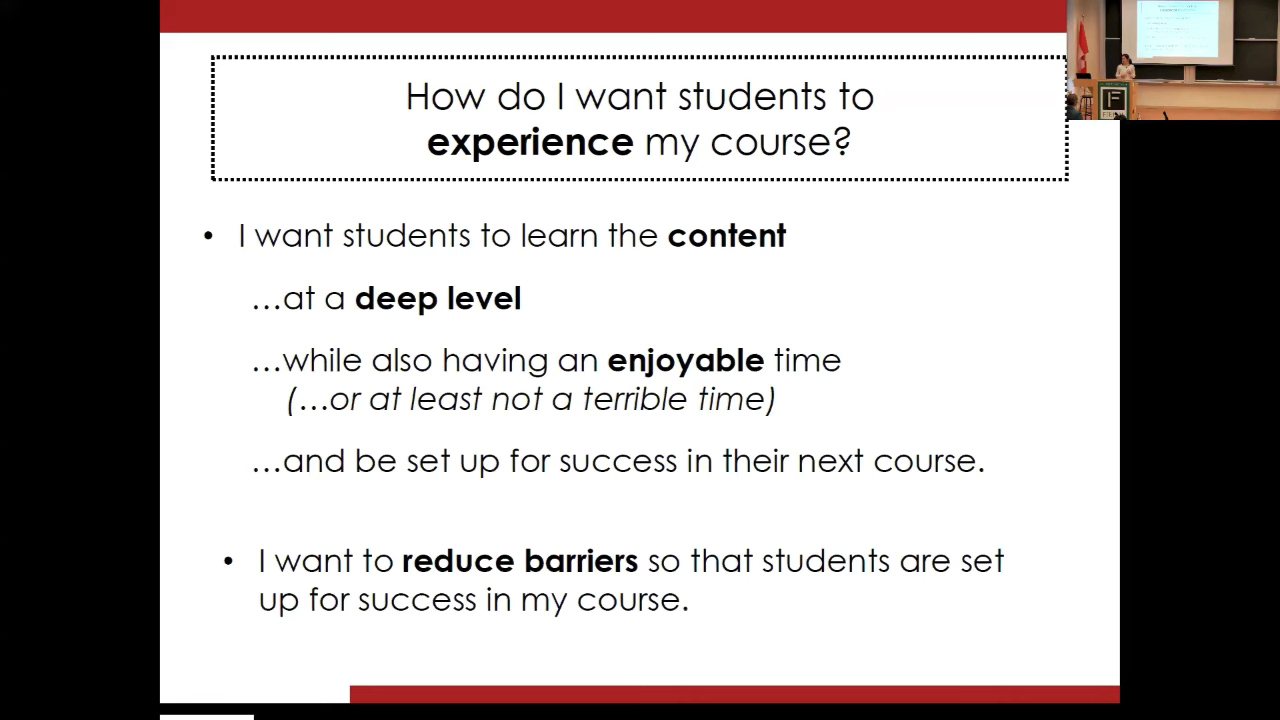 How do I want students to
experience my course?
• I want students to learn the content
…at a deep level
…while also having an enjoyable time
(…or at least not a terrible time)
…and be set up for success in their next course.
• I want to reduce barriers so that students are set
up for success in my course.